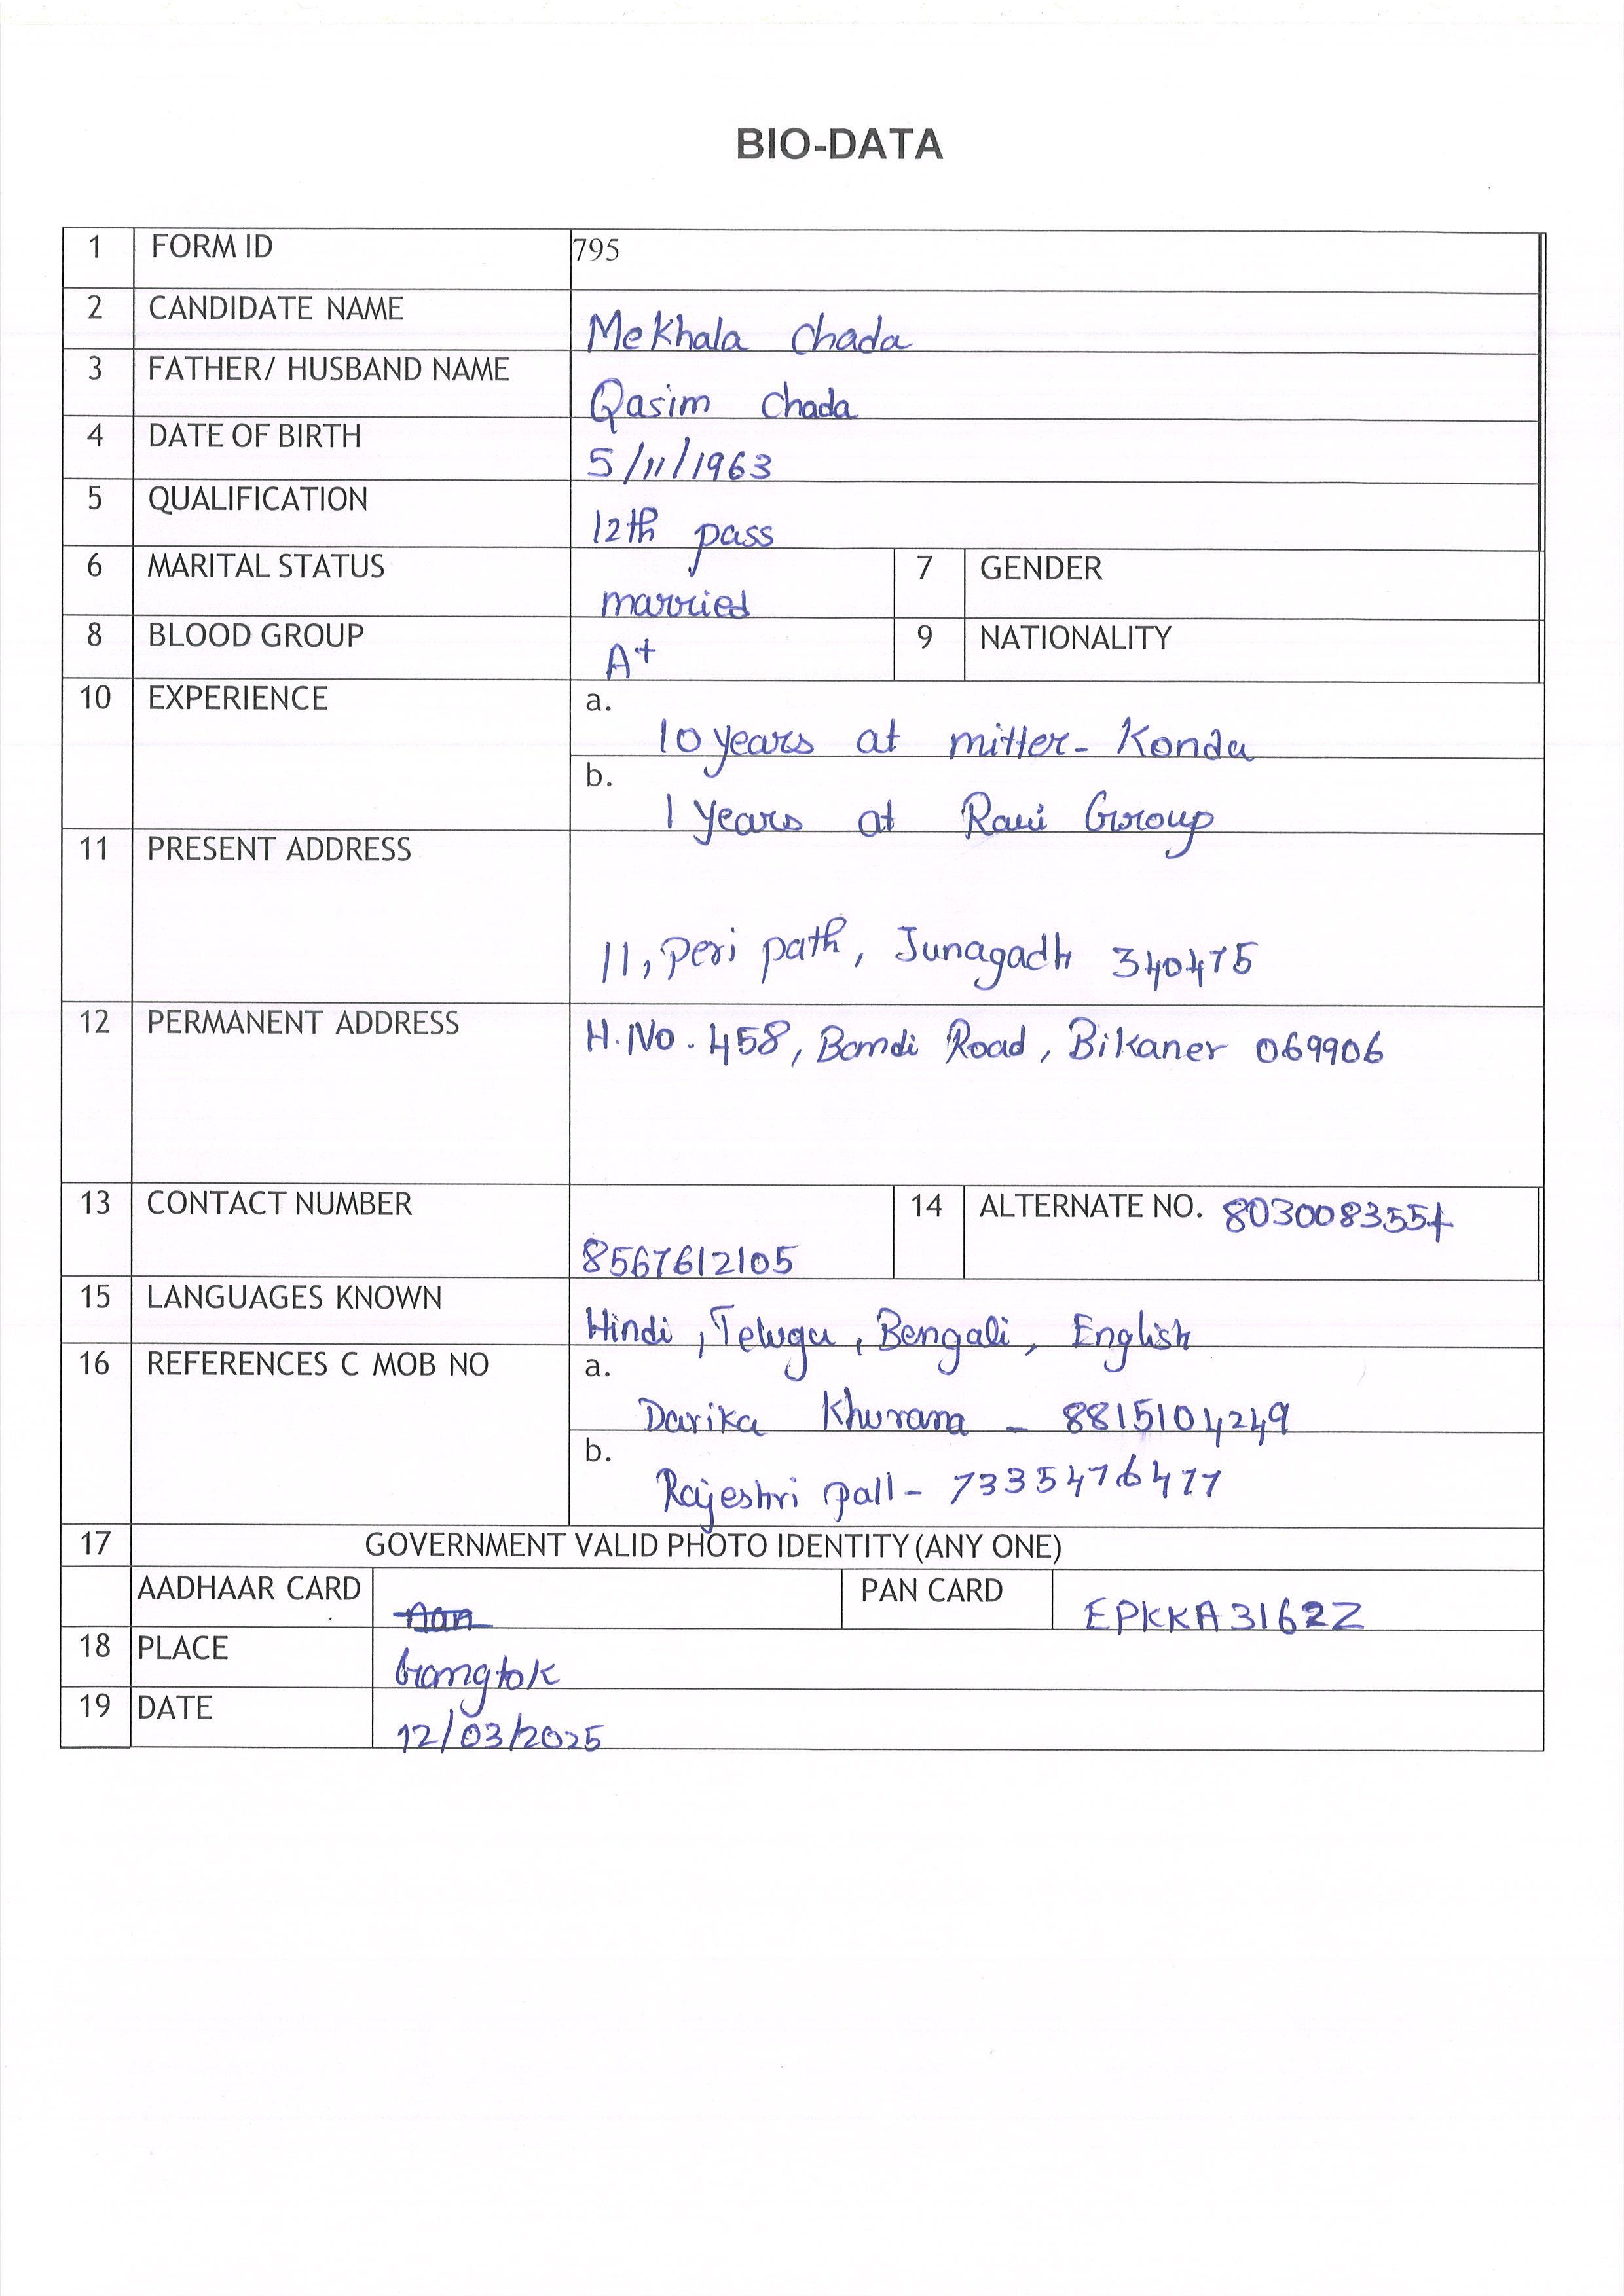 BIO-DATA
1 FORM ID 795
2 CANDIDATE NAME Mekhala Chada
3 FATHER/ HUSBAND NAME Qasim Chada
4 DATE OF BIRTH 5/11/1963
5 QUALIFICATION 12th pass
6 MARITAL STATUS married 7 GENDER
8 BLOOD GROUP A+ 9 NATIONALITY
10 EXPERIENCE a. 10 years at mitter- Konda
b. 1 years at Ravi Group
11 PRESENT ADDRESS 11, Peri path, Junagadh 340475
12 PERMANENT ADDRESS H.No. 458, Bandi Road, Bikaner 069906
13 CONTACT NUMBER 8567612105 14 ALTERNATE NO.
15 LANGUAGES KNOWN Hindi, Telugu, Bengali, English
16 REFERENCES C MOB NO a. Darika Khurana - 8815104249
b. Rajeshri pall - 7335476477
17 GOVERNMENT VALID PHOTO IDENTITY (ANY ONE)
AADHAAR CARD PAN CARD EPKKA3162Z
18 PLACE Gangtok
19 DATE 12/03/2025